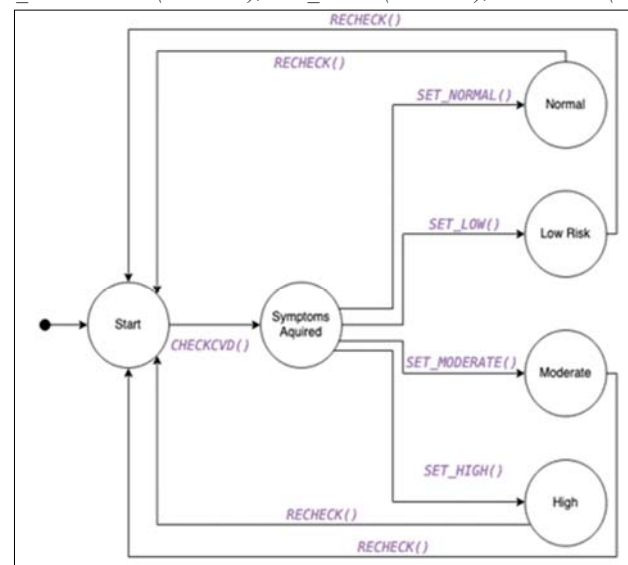 RECHECK()
RECHECK()
SET_NORMAL()
Normal
SET_LOW()
Low Risk
Start
Symptoms
Aquired
CHECKCVD()
SET_MODERATE()
Moderate
SET_HIGH()
High
RECHECK()
RECHECK()